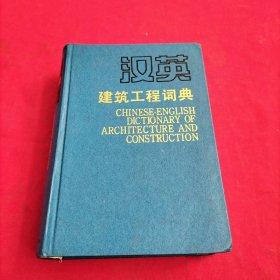 汉英
建筑工程词典
CHINESE-ENGLISH
DICTIONARY OF
ARCHITECTURE AND
CONSTRUCTION